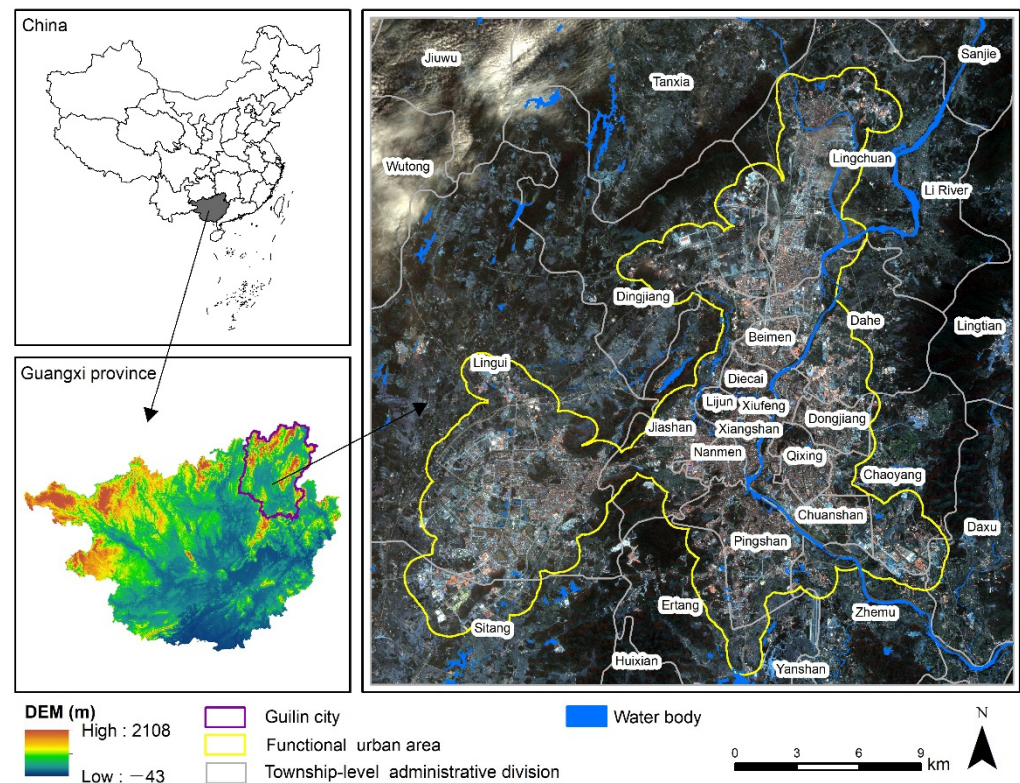 China
Guangxi province
Jiuwu
Tanxia
Sanjie
Wutong
Lingchuan
Li River
Dingjiang
Dahe
Lingtian
Beimen
Lingui
Diecai
Lijun
Xiufeng
Dongjiang
Jiashan
Xiangshan
Nanmen
Qixing
Chaoyang
Chuanshan
Daxu
Pingshan
Ertang
Zhemu
Sitang
Huixian
Yanshan
DEM (m)
High : 2108
Low : －43
Guilin city
Functional urban area
Township-level administrative division
Water body
0 3 6 9
km
N